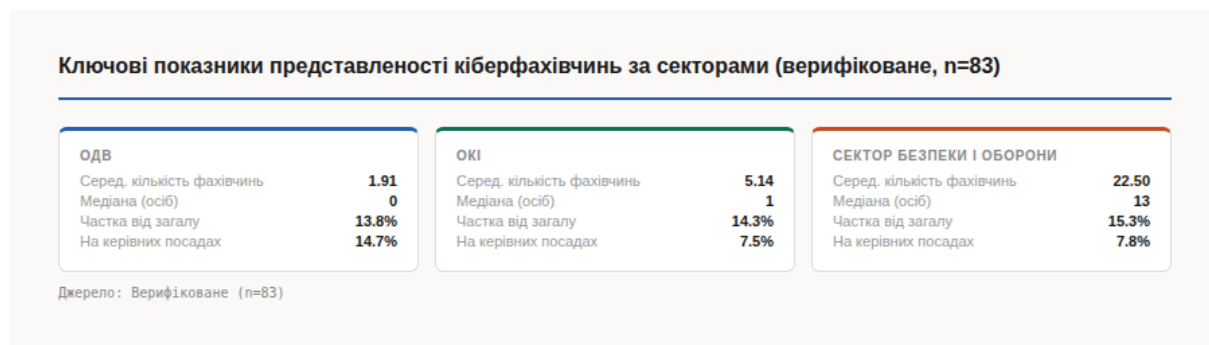 Ключові показники представленості кіберфахівчинь за секторами (верифіковане, n=83)
ОДВ
Серед. кількість фахівчинь 1.91
Медіана (осіб) 0
Частка від загалу 13.8%
На керівних посадах 14.7%
ОКІ
Серед. кількість фахівчинь 5.14
Медіана (осіб) 1
Частка від загалу 14.3%
На керівних посадах 7.5%
СЕКТОР БЕЗПЕКИ І ОБОРОНИ
Серед. кількість фахівчинь 22.50
Медіана (осіб) 13
Частка від загалу 15.3%
На керівних посадах 7.8%
Джерело: Верифіковане (n=83)